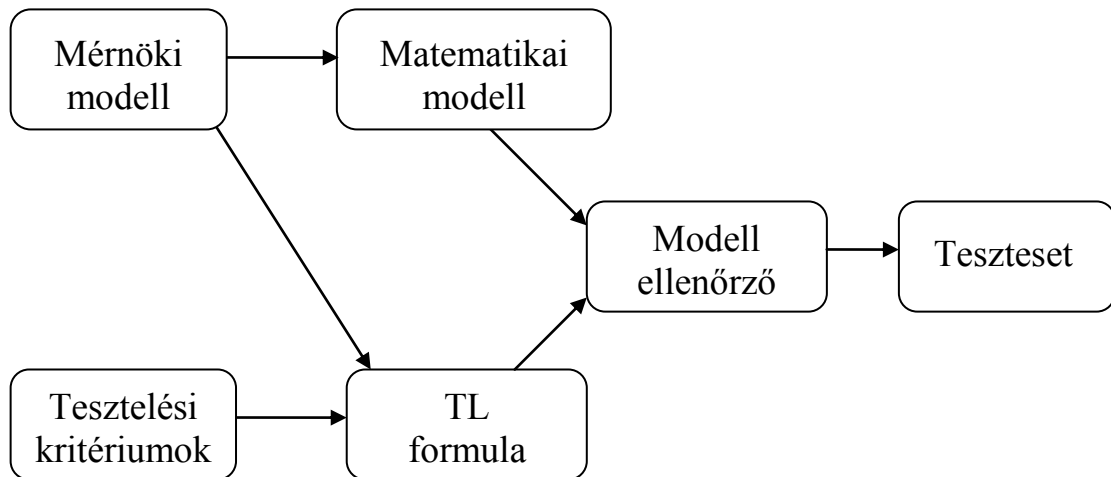 Mérnöki
modell
Matematikai
modell
Modell
ellenőrző
Teszteset
Tesztelési
kritériumok
TL
formula